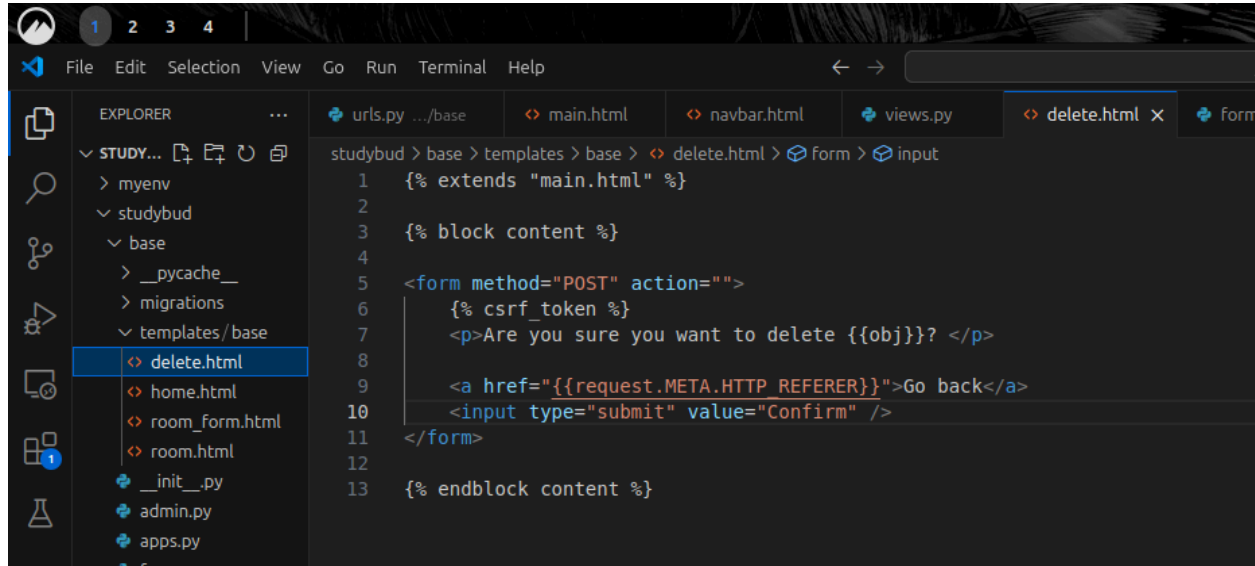 1 2 3 4
File Edit Selection View Go Run Terminal Help
EXPLORER
urls.py .../base main.html navbar.html views.py delete.html form
STUDY...
studybud > base > templates > base > delete.html > form > input
myenv
studybud
base
__pycache__
migrations
templates/base
delete.html
home.html
room_form.html
room.html
__init__.py
admin.py
apps.py
1 {% extends "main.html" %}
2
3 {% block content %}
4
5 <form method="POST" action="">
6 {% csrf_token %}
7 <p>Are you sure you want to delete {{obj}}? </p>
8
9 <a href="{{request.META.HTTP_REFERER}}">Go back</a>
10 <input type="submit" value="Confirm" />
11 </form>
12
13 {% endblock content %}
1